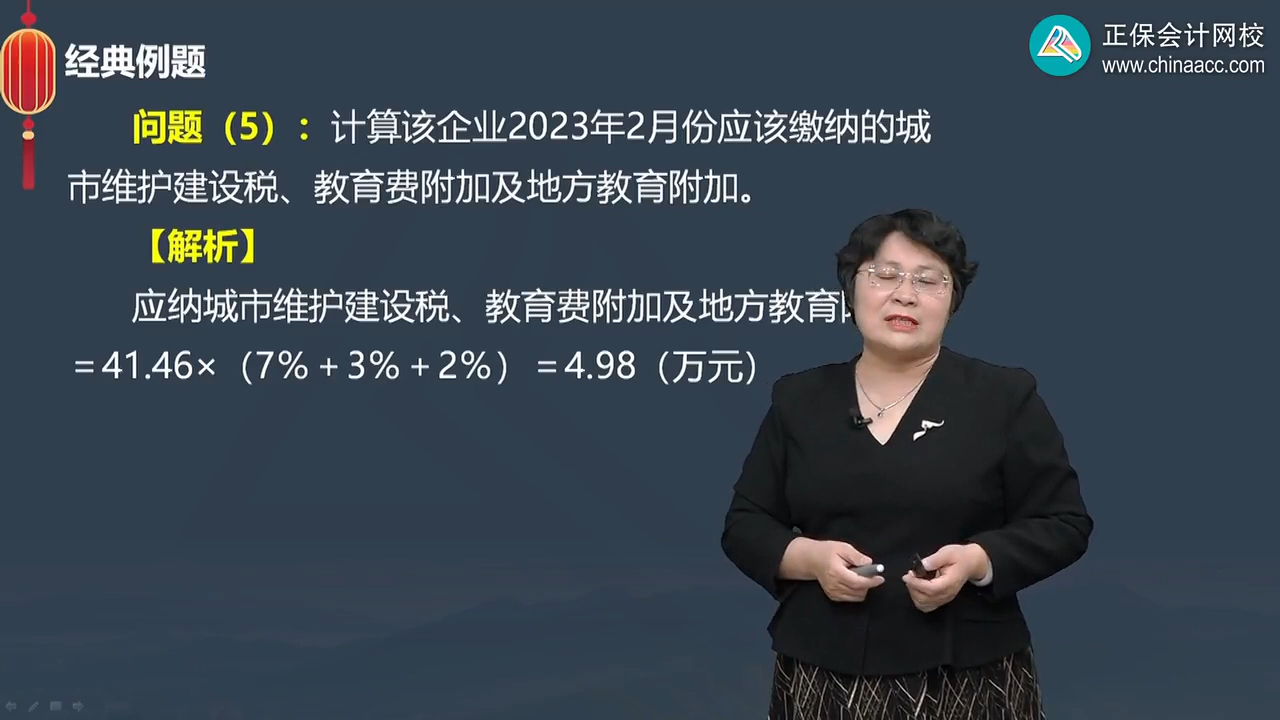 正保会计网校
www.chinaacc.com
经典例题
问题（5）：计算该企业2023年2月份应该缴纳的城
市维护建设税、教育费附加及地方教育附加。
【解析】
应纳城市维护建设税、教育费附加及地方教育
＝41.46×（7%＋3%＋2%）＝4.98（万元）